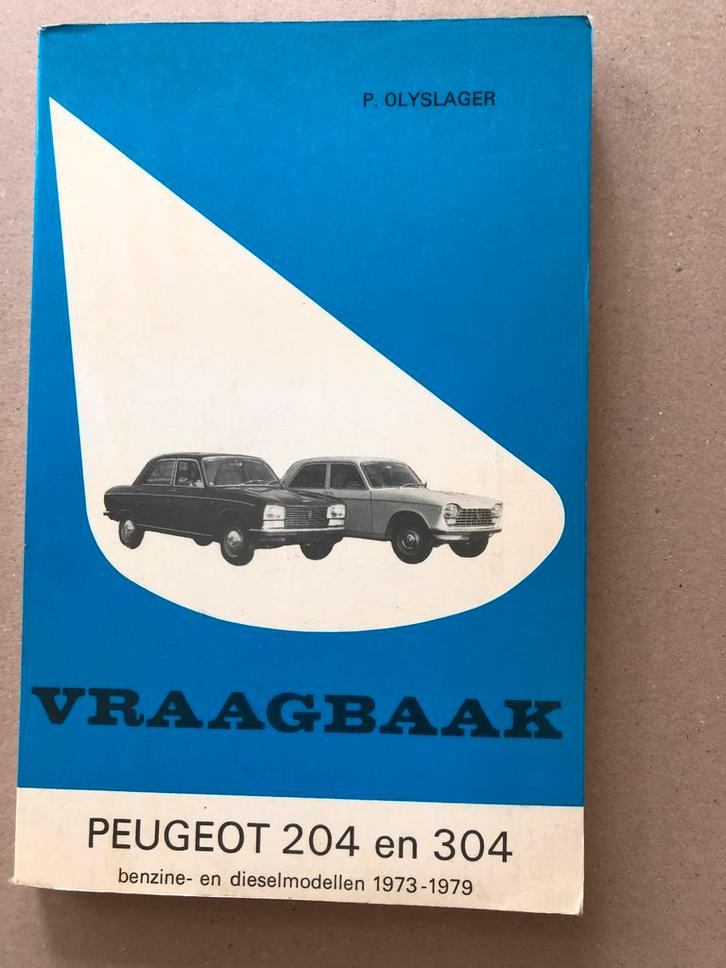 P. OLYSLAGER
VRAAGBAAK
PEUGEOT 204 en 304
benzine- en dieselmodellen 1973-1979